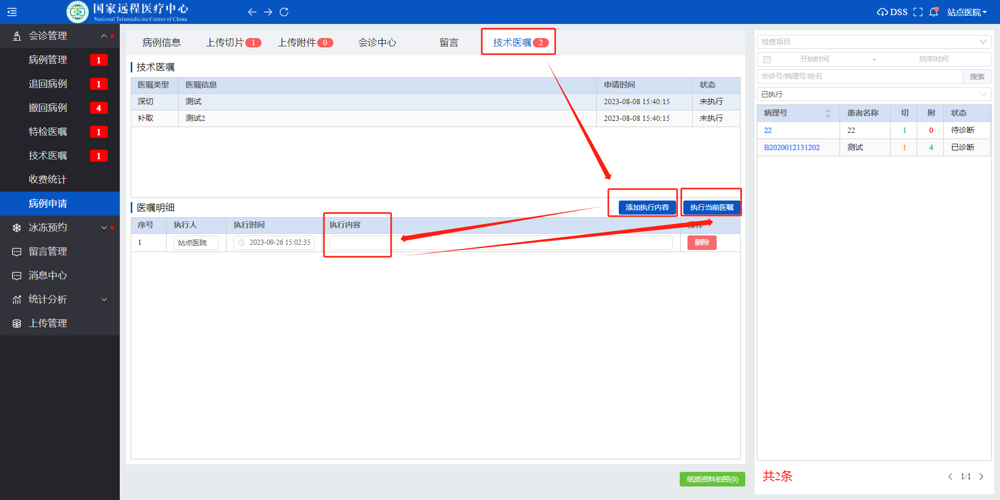 国家远程医疗中心
National Telemedicine Center of China
DSS
站点医院
会诊管理
病例管理 1
退回病例 1
撤回病例 4
特检医嘱 1
技术医嘱 1
收费统计
病例申请
冰冻预约
留言管理
消息中心
统计分析
上传管理
病例信息 上传切片 1 上传附件 0 会诊中心 留言 技术医嘱 2
技术医嘱
医嘱类型 医嘱信息 申请时间 状态
深切 测试 2023-08-08 15:40:15 未执行
补取 测试2 2023-08-08 15:40:15 未执行
医嘱明细 添加执行内容 执行当前医嘱
序号 执行人 执行时间 执行内容 操作
1 站点医院 2023-09-26 15:02:35 删除
纸质资料拍照(0)
检查项目
开始时间 - 结束时间
会诊号/病理号/姓名 搜索
已执行
病理号 患者名称 切 附 状态
22 22 1 0 待诊断
B2020012131202 测试 1 4 已诊断
共2条 1/1